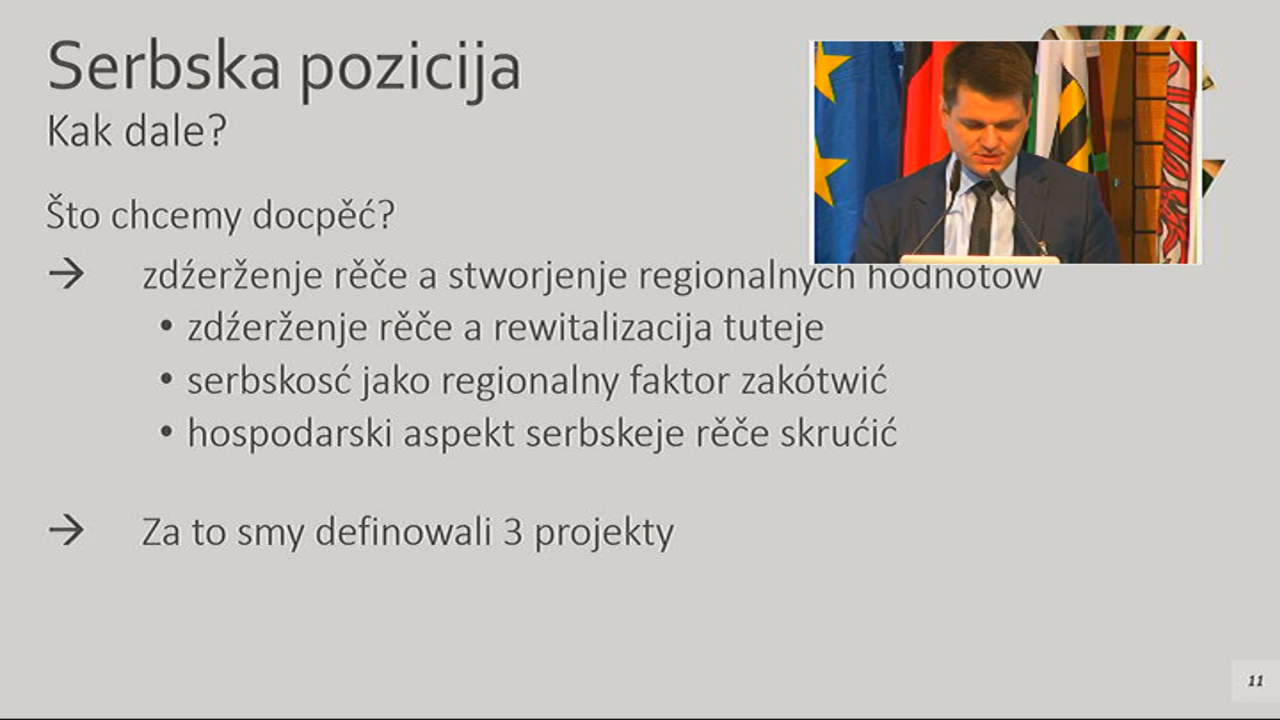 Serbska pozicija
Kak dale?
Što chcemy docpěć?
→ zdźerženje rěče a stworjenje regionalnych hodnotow
• zdźerženje rěče a rewitalizacija tuteje
• serbskosć jako regionalny faktor zakótwić
• hospodarski aspekt serbskeje rěče skrućić
→ Za to smy definowali 3 projekty
11